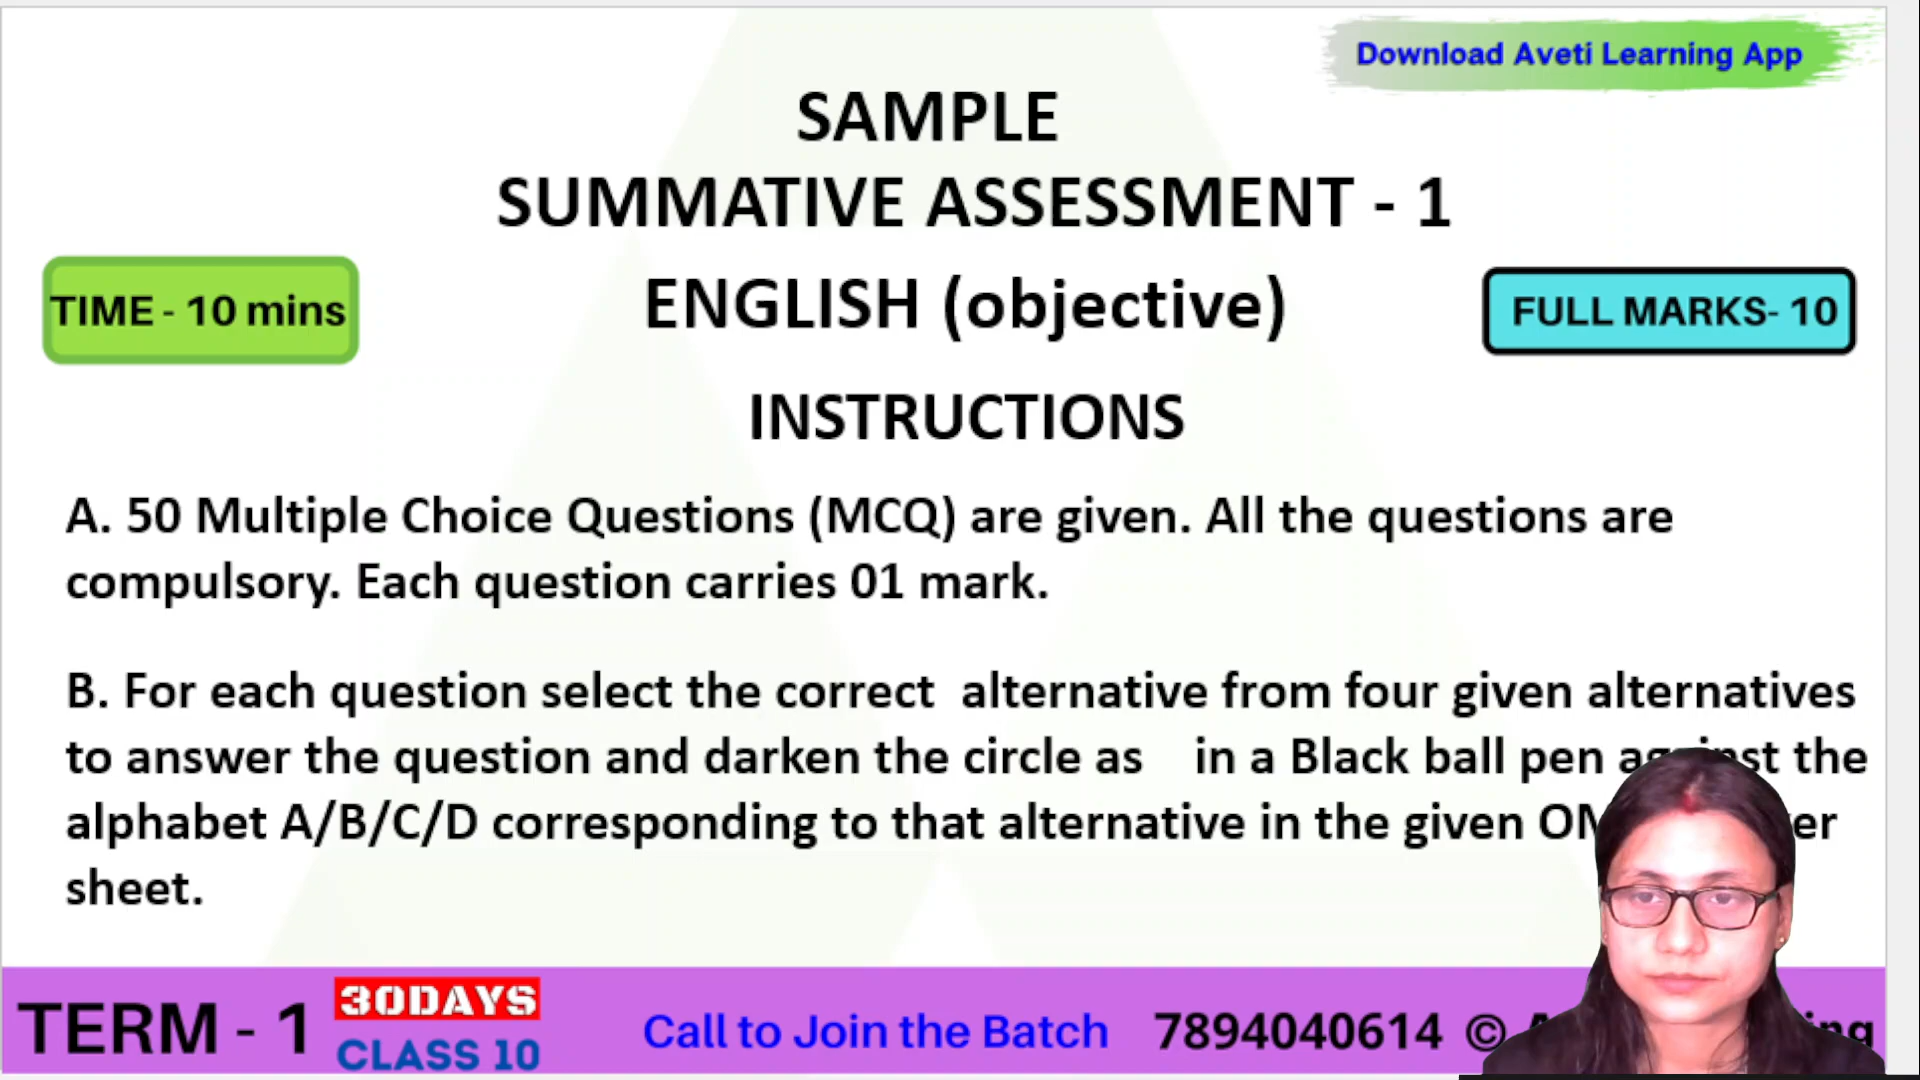 Download Aveti Learning App
SAMPLE
SUMMATIVE ASSESSMENT - 1
TIME - 10 mins
ENGLISH (objective)
FULL MARKS- 10
INSTRUCTIONS
A. 50 Multiple Choice Questions (MCQ) are given. All the questions are
compulsory. Each question carries 01 mark.
B. For each question select the correct alternative from four given alternatives
to answer the question and darken the circle as in a Black ball pen against the
alphabet A/B/C/D corresponding to that alternative in the given
sheet.
TERM - 1
30DAYS
CLASS 10
Call to Join the Batch 7894040614 ©